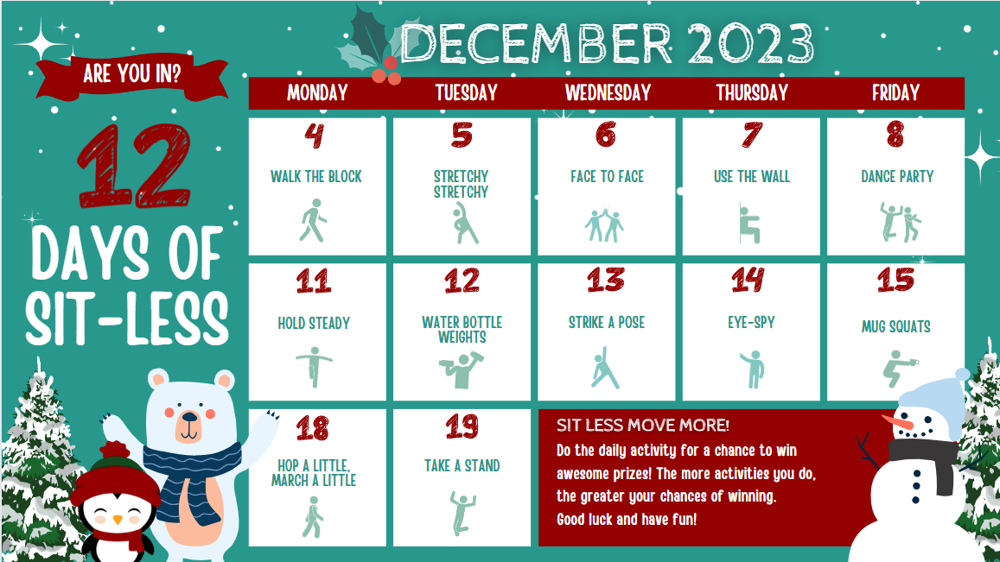 DECEMBER 2023
ARE YOU IN?
12
DAYS OF
SIT-LESS
MONDAY
TUESDAY
WEDNESDAY
THURSDAY
FRIDAY
4
WALK THE BLOCK
5
STRETCHY
STRETCHY
6
FACE TO FACE
7
USE THE WALL
8
DANCE PARTY
11
HOLD STEADY
12
WATER BOTTLE
WEIGHTS
13
STRIKE A POSE
14
EYE-SPY
15
MUG SQUATS
18
HOP A LITTLE,
MARCH A LITTLE
19
TAKE A STAND
SIT LESS MOVE MORE!
Do the daily activity for a chance to win
awesome prizes! The more activities you do,
the greater your chances of winning.
Good luck and have fun!